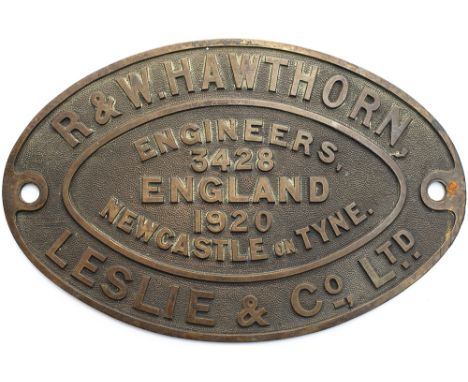 R & W. HAWTHORN,
ENGINEERS,
3428
ENGLAND
1920
NEWCASTLE ON TYNE.
LESLIE & Co, LTD